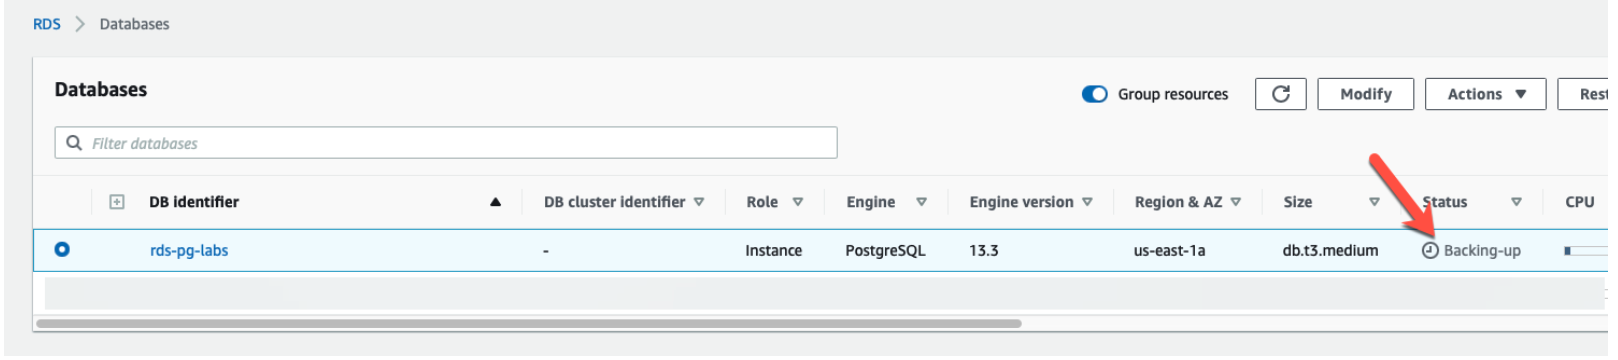 RDS Databases
Databases
Group resources Modify Actions Rest
Filter databases
DB identifier DB cluster identifier Role Engine Engine version Region & AZ Size Status CPU
rds-pg-labs - Instance PostgreSQL 13.3 us-east-1a db.t3.medium Backing-up